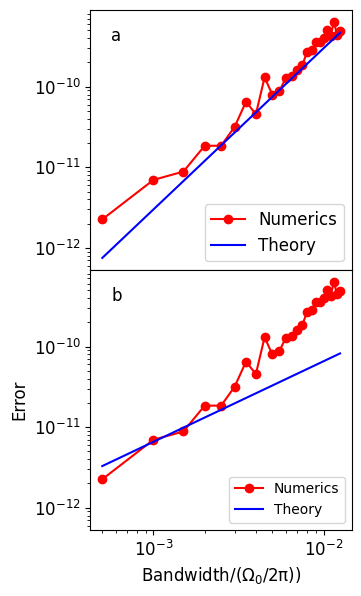 a
10⁻¹⁰
10⁻¹¹
10⁻¹²
Numerics
Theory
b
10⁻¹⁰
10⁻¹¹
10⁻¹²
Error
Numerics
Theory
10⁻³
10⁻²
Bandwidth/(Ω₀/2π))